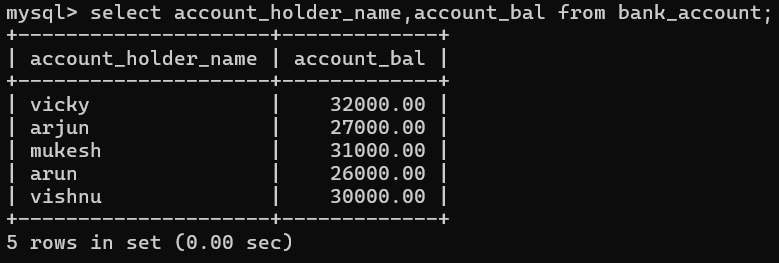 mysql> select account_holder_name,account_bal from bank_account;
+---------------------+-------------+
| account_holder_name | account_bal |
+---------------------+-------------+
| vicky               |    32000.00 |
| arjun               |    27000.00 |
| mukesh              |    31000.00 |
| arun                |    26000.00 |
| vishnu              |    30000.00 |
+---------------------+-------------+
5 rows in set (0.00 sec)